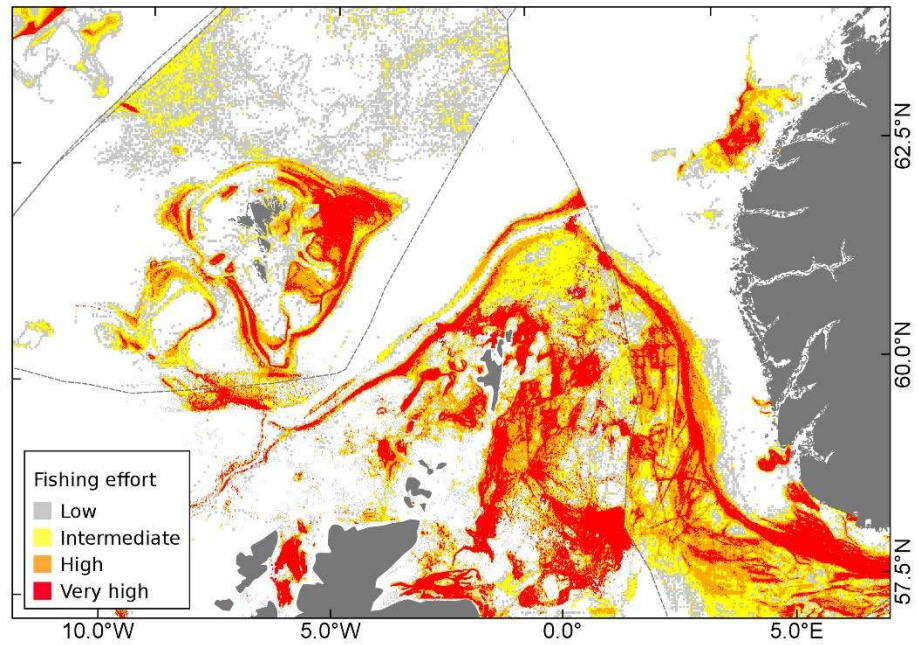 62.5°N
60.0°N
57.5°N
Fishing effort
Low
Intermediate
High
Very high
10.0°W 5.0°W 0.0° 5.0°E